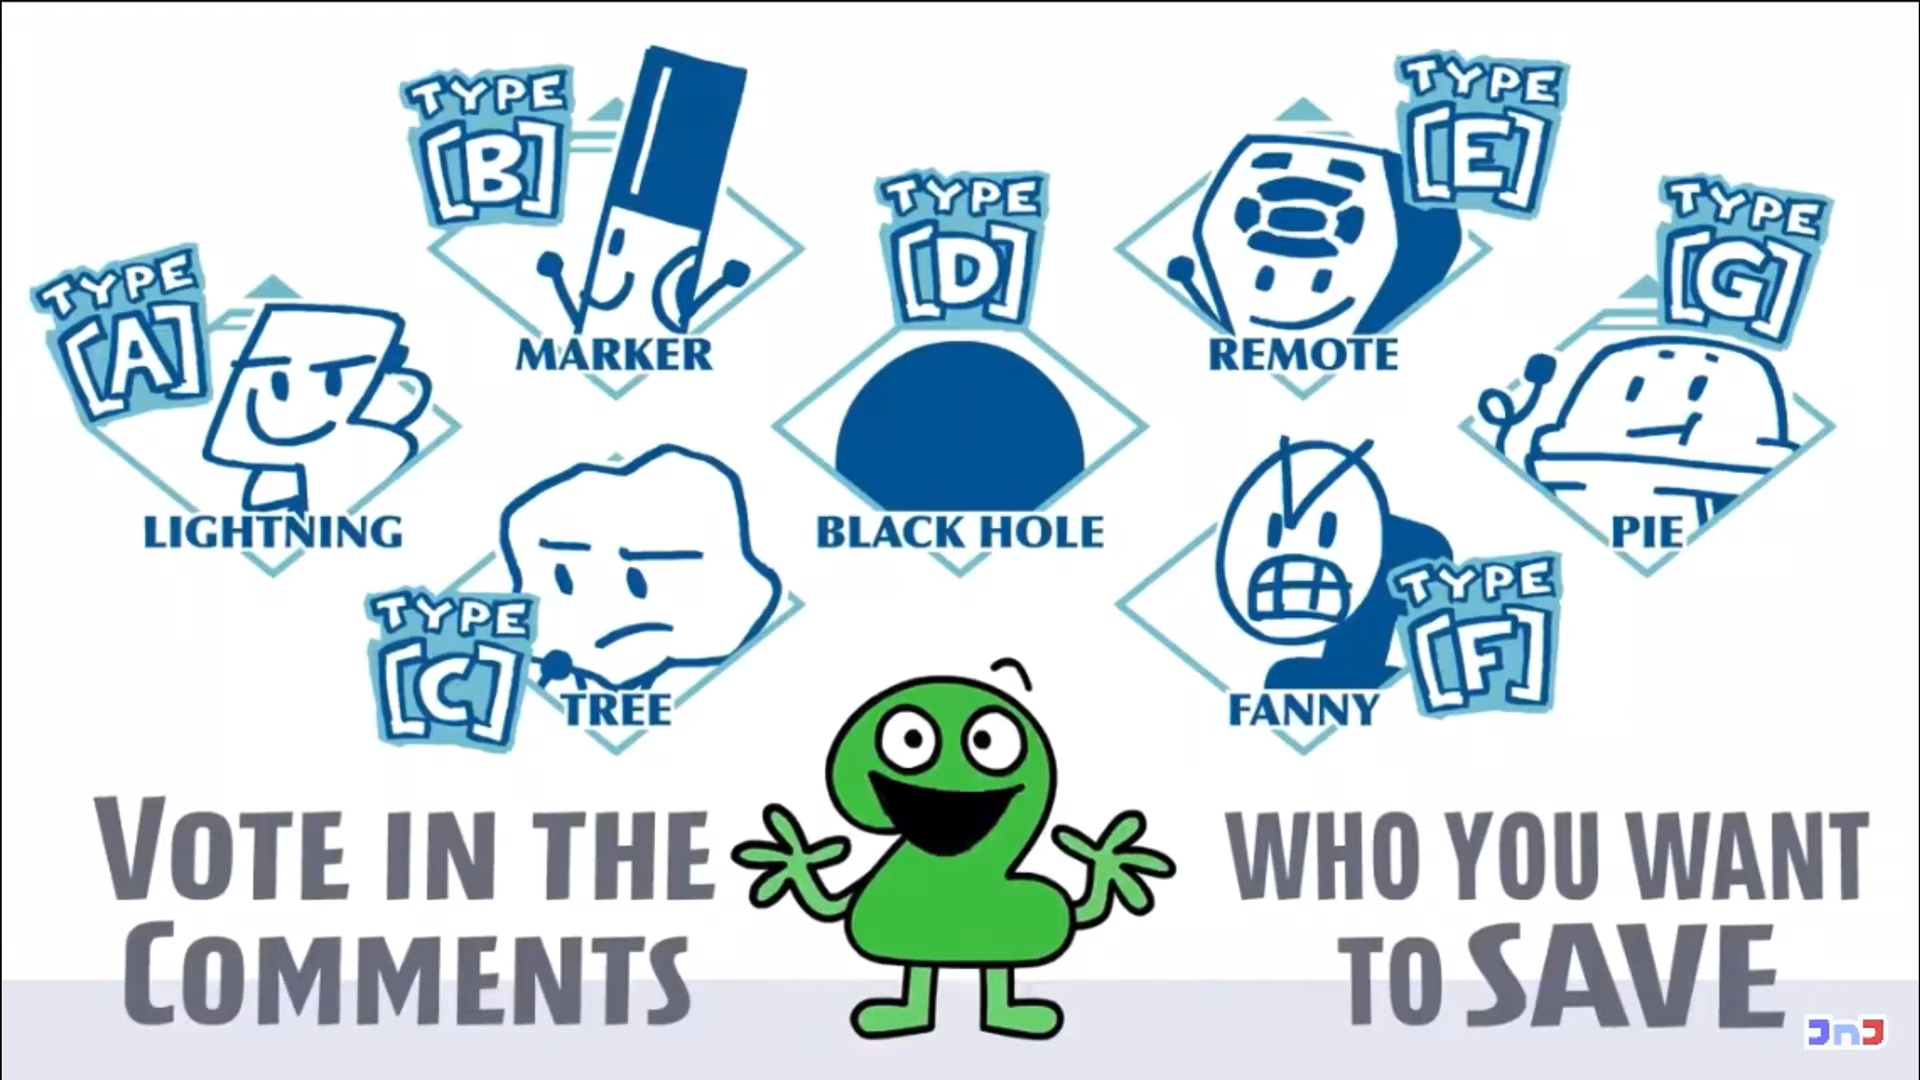 TYPE
[A]
LIGHTNING
TYPE
[B]
MARKER
TYPE
[C]
TREE
TYPE
[D]
BLACK HOLE
TYPE
[E]
REMOTE
TYPE
[F]
FANNY
TYPE
[G]
PIE
VOTE IN THE
COMMENTS
WHO YOU WANT
TO SAVE
JnJ